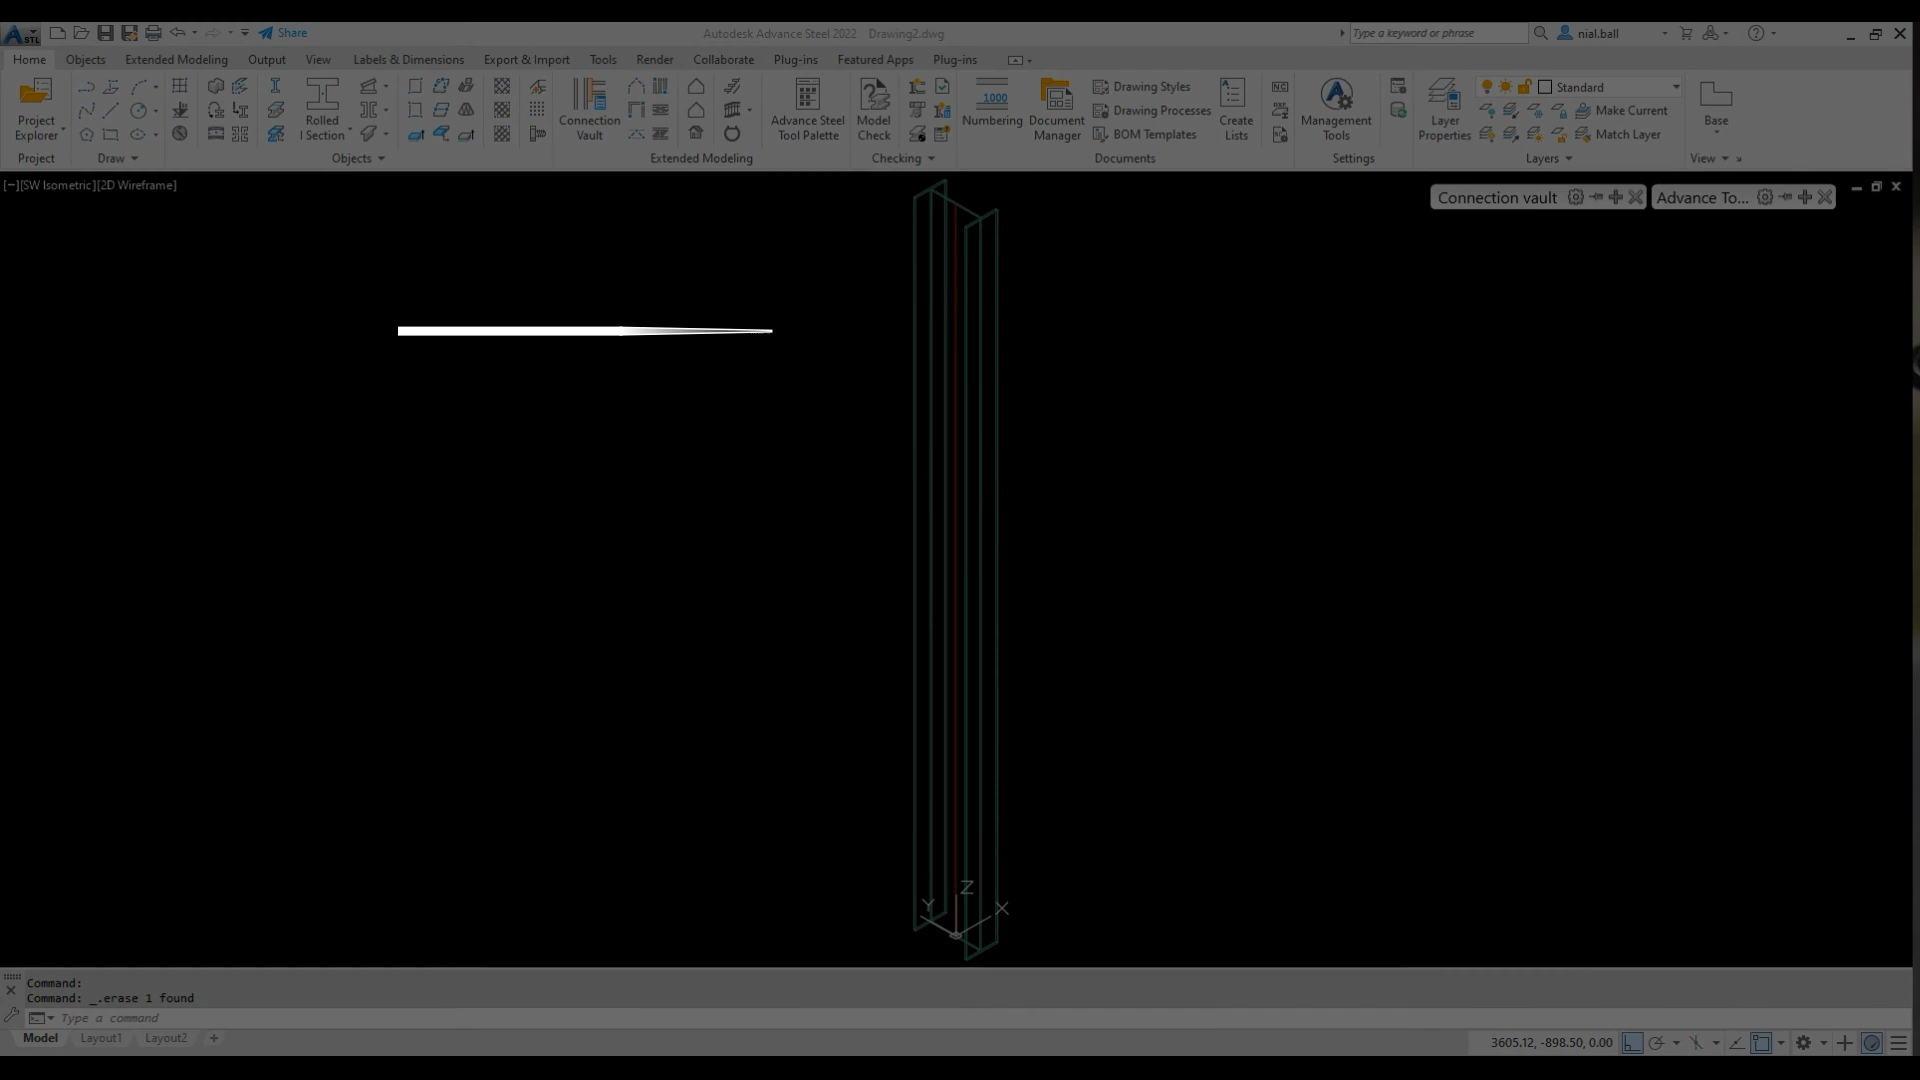 A STL Share Autodesk Advance Steel 2022 Drawing2.dwg Type a keyword or phrase nial.ball
Home Objects Extended Modeling Output View Labels & Dimensions Export & Import Tools Render Collaborate Plug-ins Featured Apps Plug-ins
Project Explorer
Rolled I Section
Connection Vault
Advance Steel Tool Palette
Model Check
1000
Numbering
Document Manager
Drawing Styles
Drawing Processes
BOM Templates
Create Lists
NC
DXF
Management Tools
Layer Properties
Standard
Make Current
Match Layer
Base
Project Draw Objects Extended Modeling Checking Documents Settings Layers View
[−][SW Isometric][2D Wireframe]
Connection vault
Advance To...
Z
Y
X
Command:
Command: _.erase 1 found
Type a command
Model Layout1 Layout2 +
3605.12, -898.50, 0.00